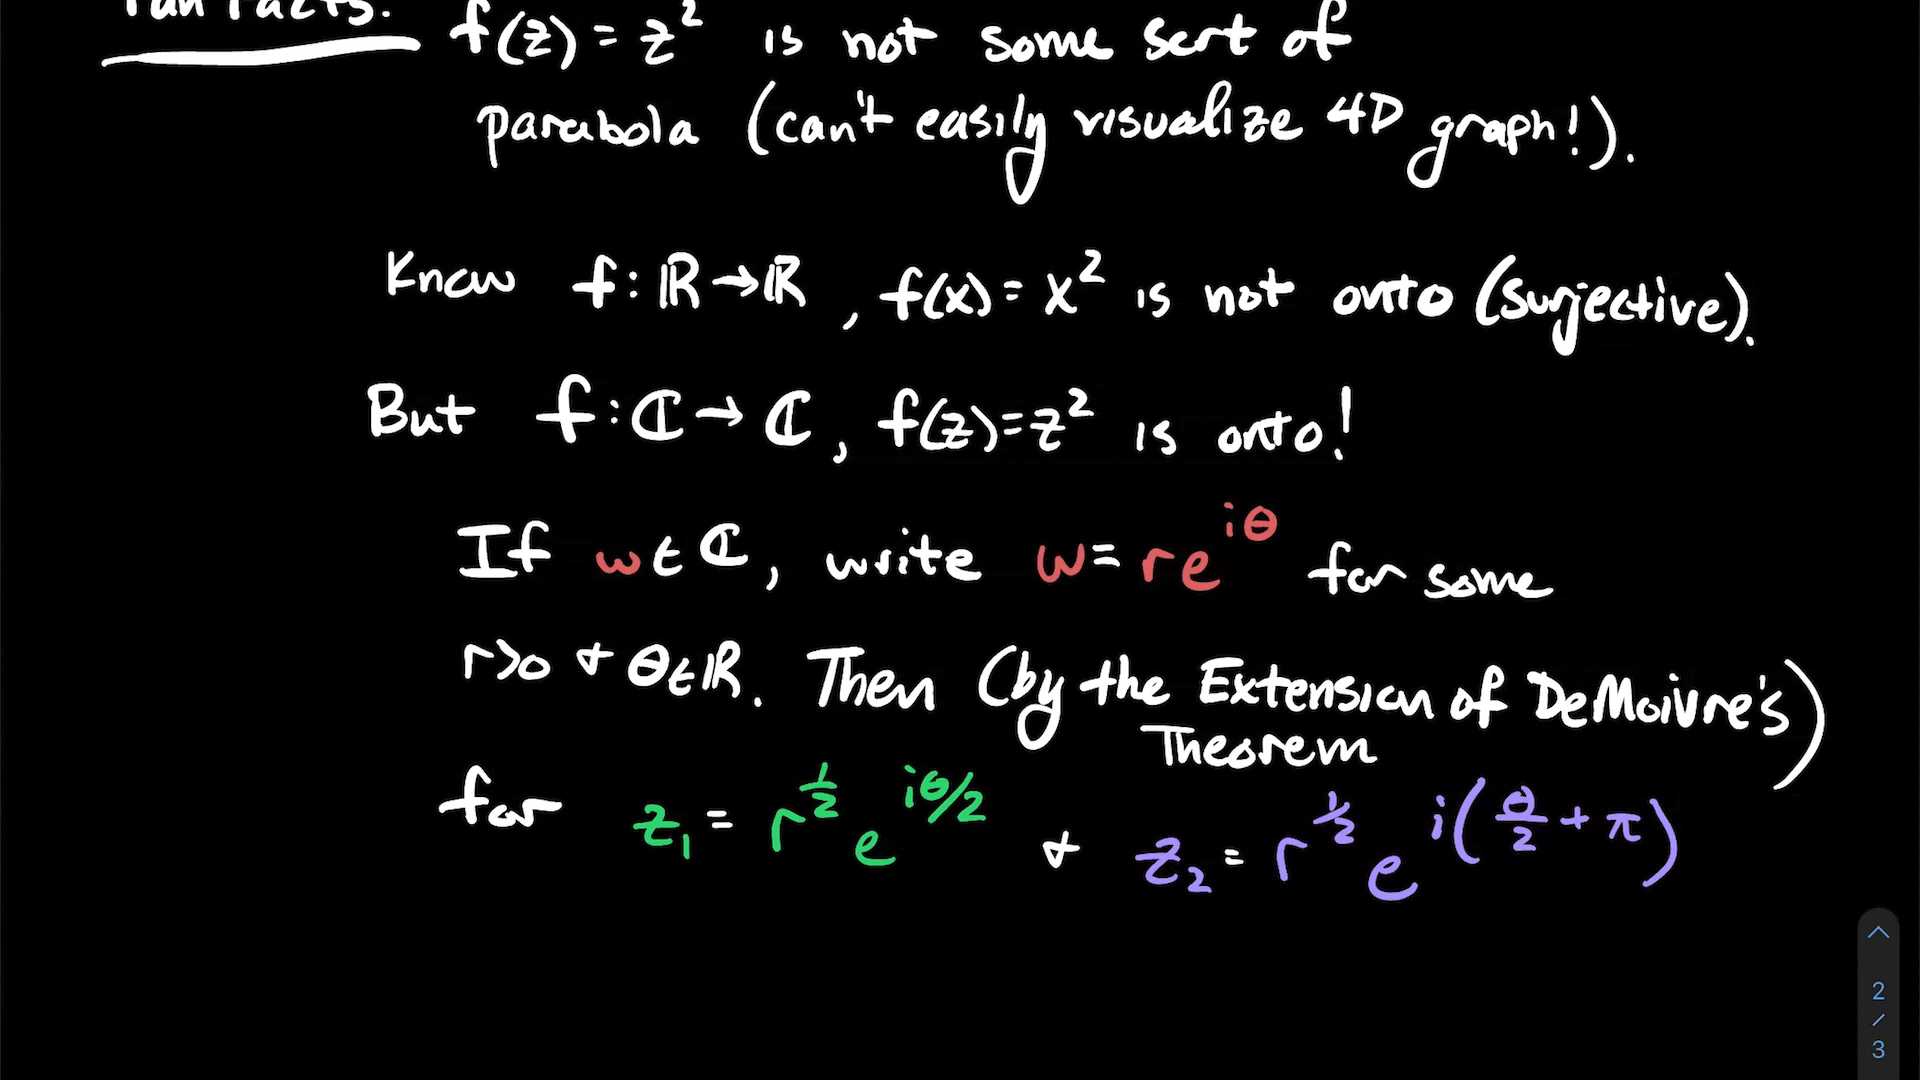 Fun Facts: f(z) = z² is not some sort of
parabola (can't easily visualize 4D graph!).
Know f: ℝ→ℝ, f(x) = x² is not onto (surjective).
But f: ℂ→ℂ, f(z)=z² is onto!
If w∈ℂ, write w = re^{iθ} for some
r>0 & θ∈ℝ. Then (by the Extension of DeMoivre's
Theorem)
for z₁ = r^{1/2} e^{iθ/2} & z₂ = r^{1/2} e^{i(θ/2 + π)}
2
/
3